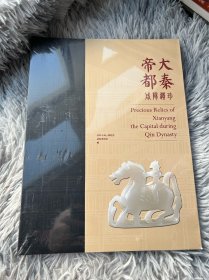 大秦
帝都
咸阳遗珍
Precious Relics of
Xianyang
the Capital during
Qin Dynasty